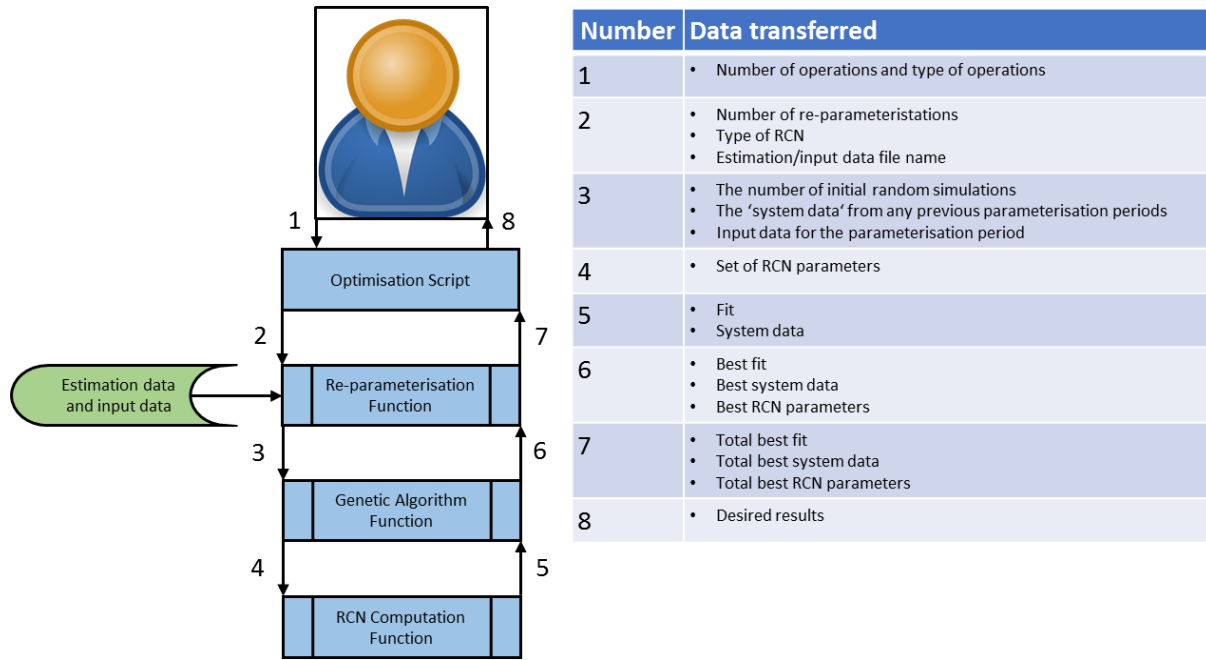 1
8
Optimisation Script
2
7
Estimation data
and input data
Re-parameterisation
Function
3
6
Genetic Algorithm
Function
4
5
RCN Computation
Function
Number Data transferred
1
• Number of operations and type of operations
2
• Number of re-parameteristations
• Type of RCN
• Estimation/input data file name
3
• The number of initial random simulations
• The ‘system data‘ from any previous parameterisation periods
• Input data for the parameterisation period
4
• Set of RCN parameters
5
• Fit
• System data
6
• Best fit
• Best system data
• Best RCN parameters
7
• Total best fit
• Total best system data
• Total best RCN parameters
8
• Desired results